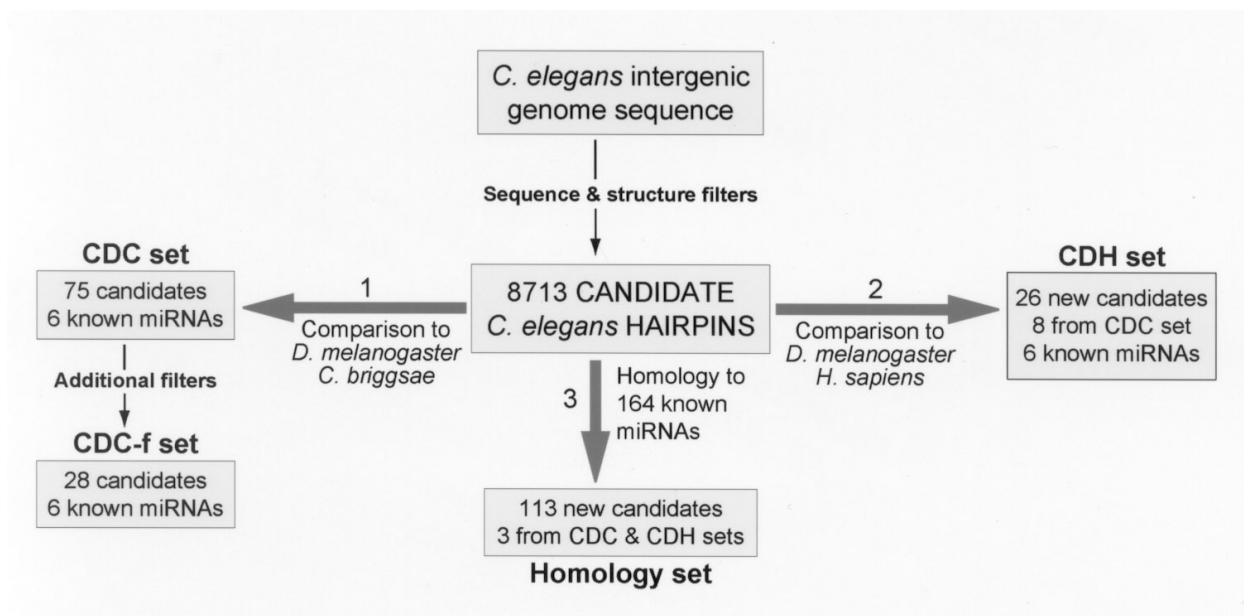 C. elegans intergenic
genome sequence
Sequence & structure filters
8713 CANDIDATE
C. elegans HAIRPINS
1
Comparison to
D. melanogaster
C. briggsae
CDC set
75 candidates
6 known miRNAs
Additional filters
CDC-f set
28 candidates
6 known miRNAs
2
Comparison to
D. melanogaster
H. sapiens
CDH set
26 new candidates
8 from CDC set
6 known miRNAs
3
Homology to
164 known
miRNAs
113 new candidates
3 from CDC & CDH sets
Homology set